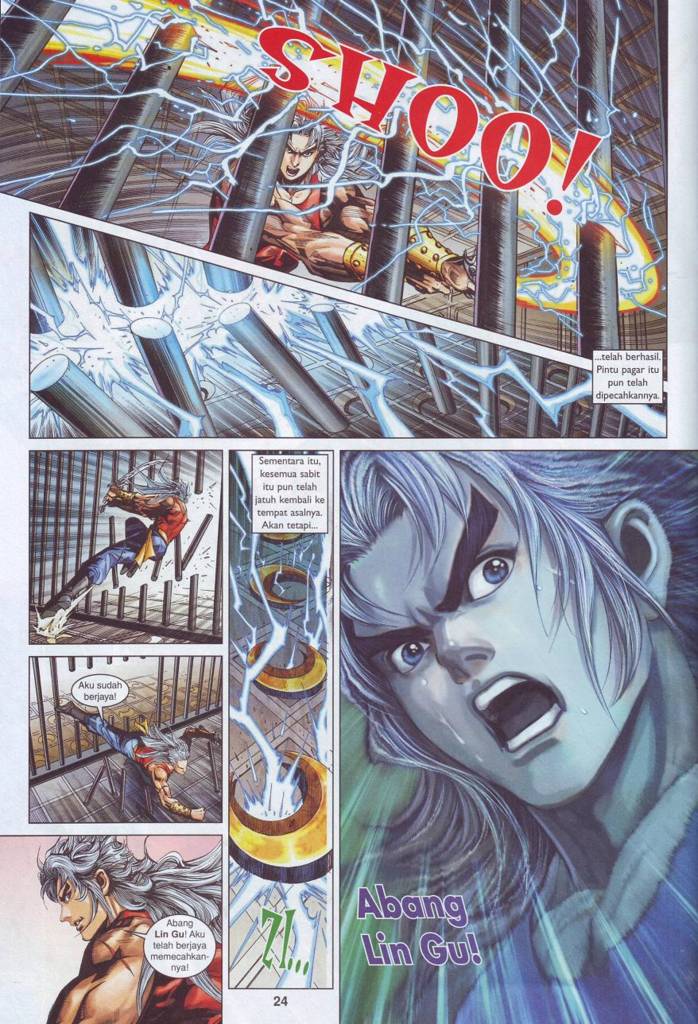 SHOO!
...telah berhasil.
Pintu pagar itu
pun telah
dipecahkannya.
Aku sudah
berjaya!
Abang
Lin Gu! Aku
telah berjaya
memecahkan-
nya!
Sementara itu,
kesemua sabit
itu pun telah
jatuh kembali ke
tempat asalnya.
Akan tetapi...
?!...
Abang
Lin Gu!
24